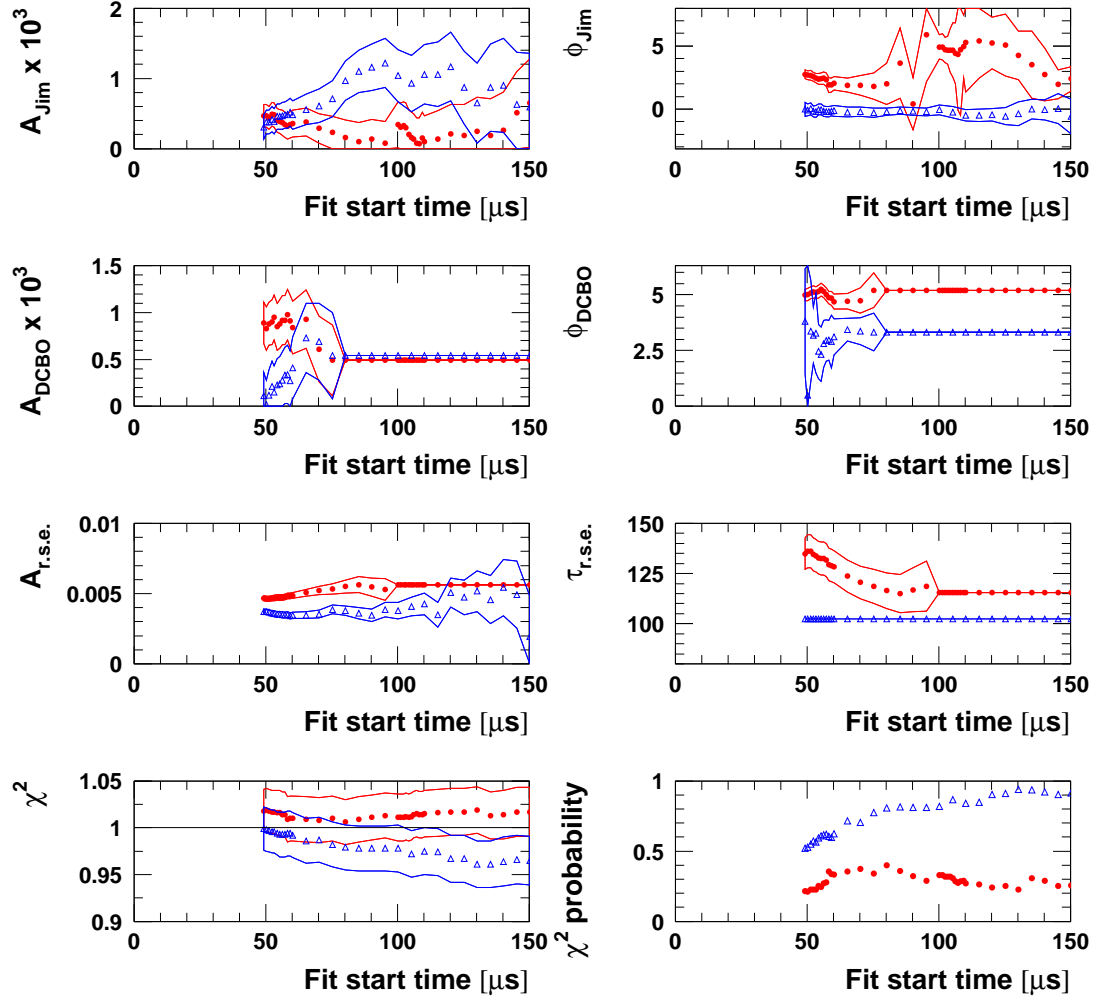 A_Jim x 10^3
2
1
0
0 50 100 150
Fit start time [μs]
ϕ_Jim
5
0
0 50 100 150
Fit start time [μs]
A_DCBO x 10^3
1.5
1
0.5
0
0 50 100 150
Fit start time [μs]
ϕ_DCBO
5
2.5
0
0 50 100 150
Fit start time [μs]
A_r.s.e.
0.01
0.005
0
0 50 100 150
Fit start time [μs]
τ_r.s.e.
150
125
100
0 50 100 150
Fit start time [μs]
χ^2
1.05
1
0.95
0.9
0 50 100 150
Fit start time [μs]
χ^2 probability
1
0.5
0
0 50 100 150
Fit start time [μs]